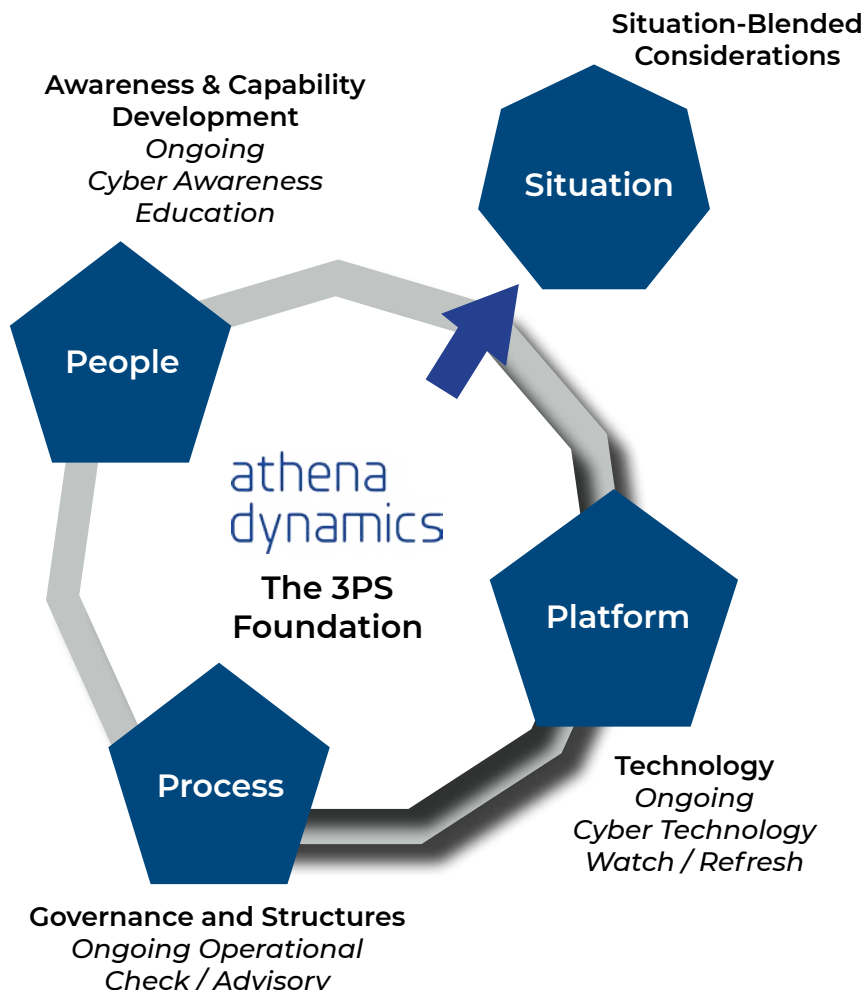 Situation-Blended
Considerations
Situation
Awareness & Capability
Development
Ongoing
Cyber Awareness
Education
People
athena
dynamics
The 3PS
Foundation
Platform
Technology
Ongoing
Cyber Technology
Watch / Refresh
Process
Governance and Structures
Ongoing Operational
Check / Advisory